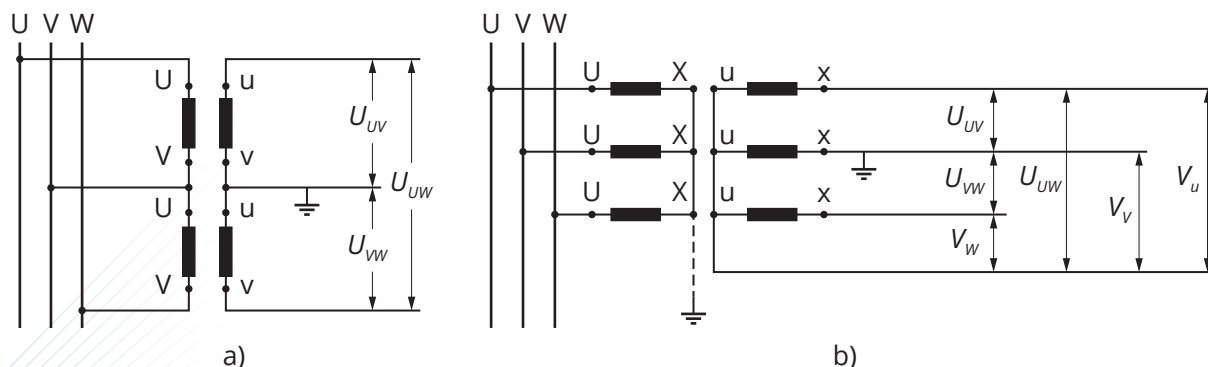 U V W
U u
V v
U u
V v
U_UV
U_UW
U_VW
a)
U V W
U X u x
U X u x
U X u x
U_UV
U_VW
U_UW
V_W
V_V
V_u
b)